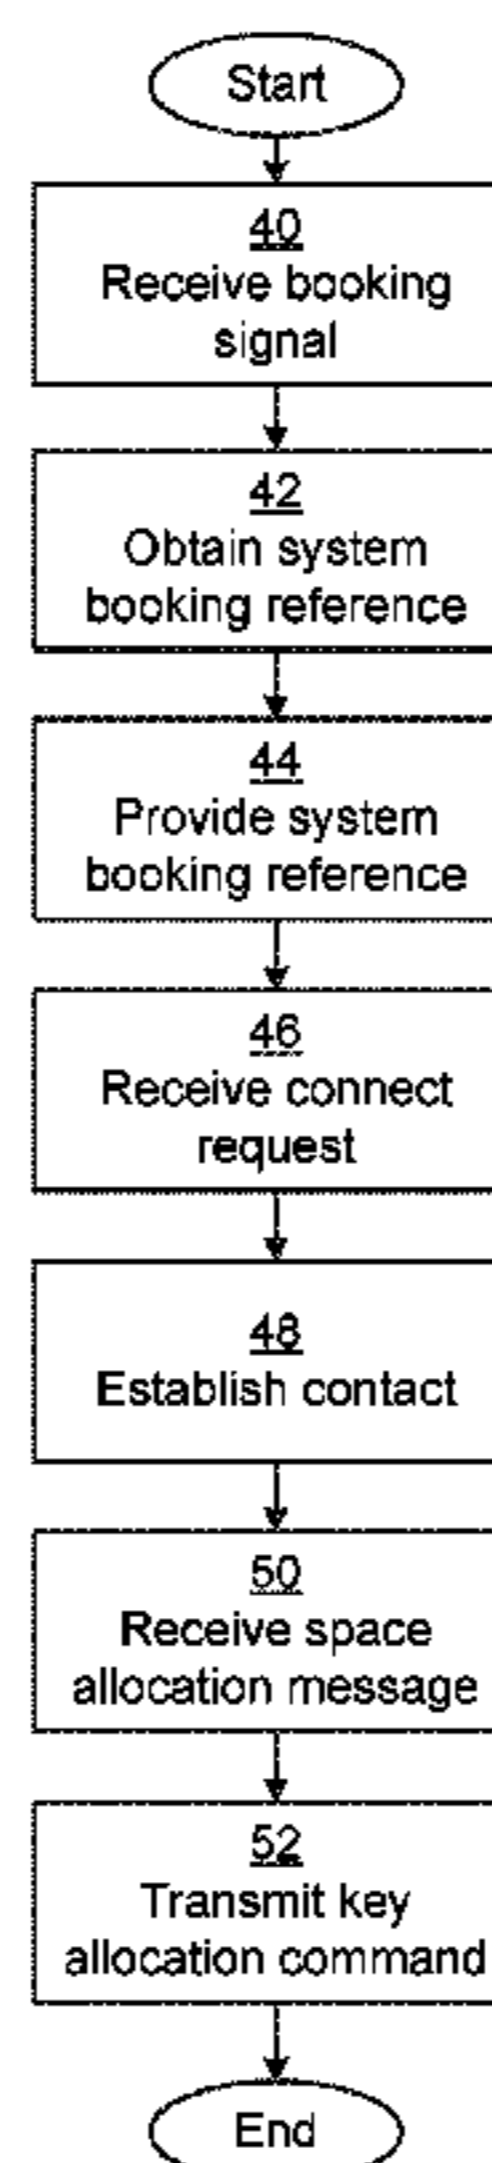 Start
40
Receive booking
signal
42
Obtain system
booking reference
44
Provide system
booking reference
46
Receive connect
request
48
Establish contact
50
Receive space
allocation message
52
Transmit key
allocation command
End